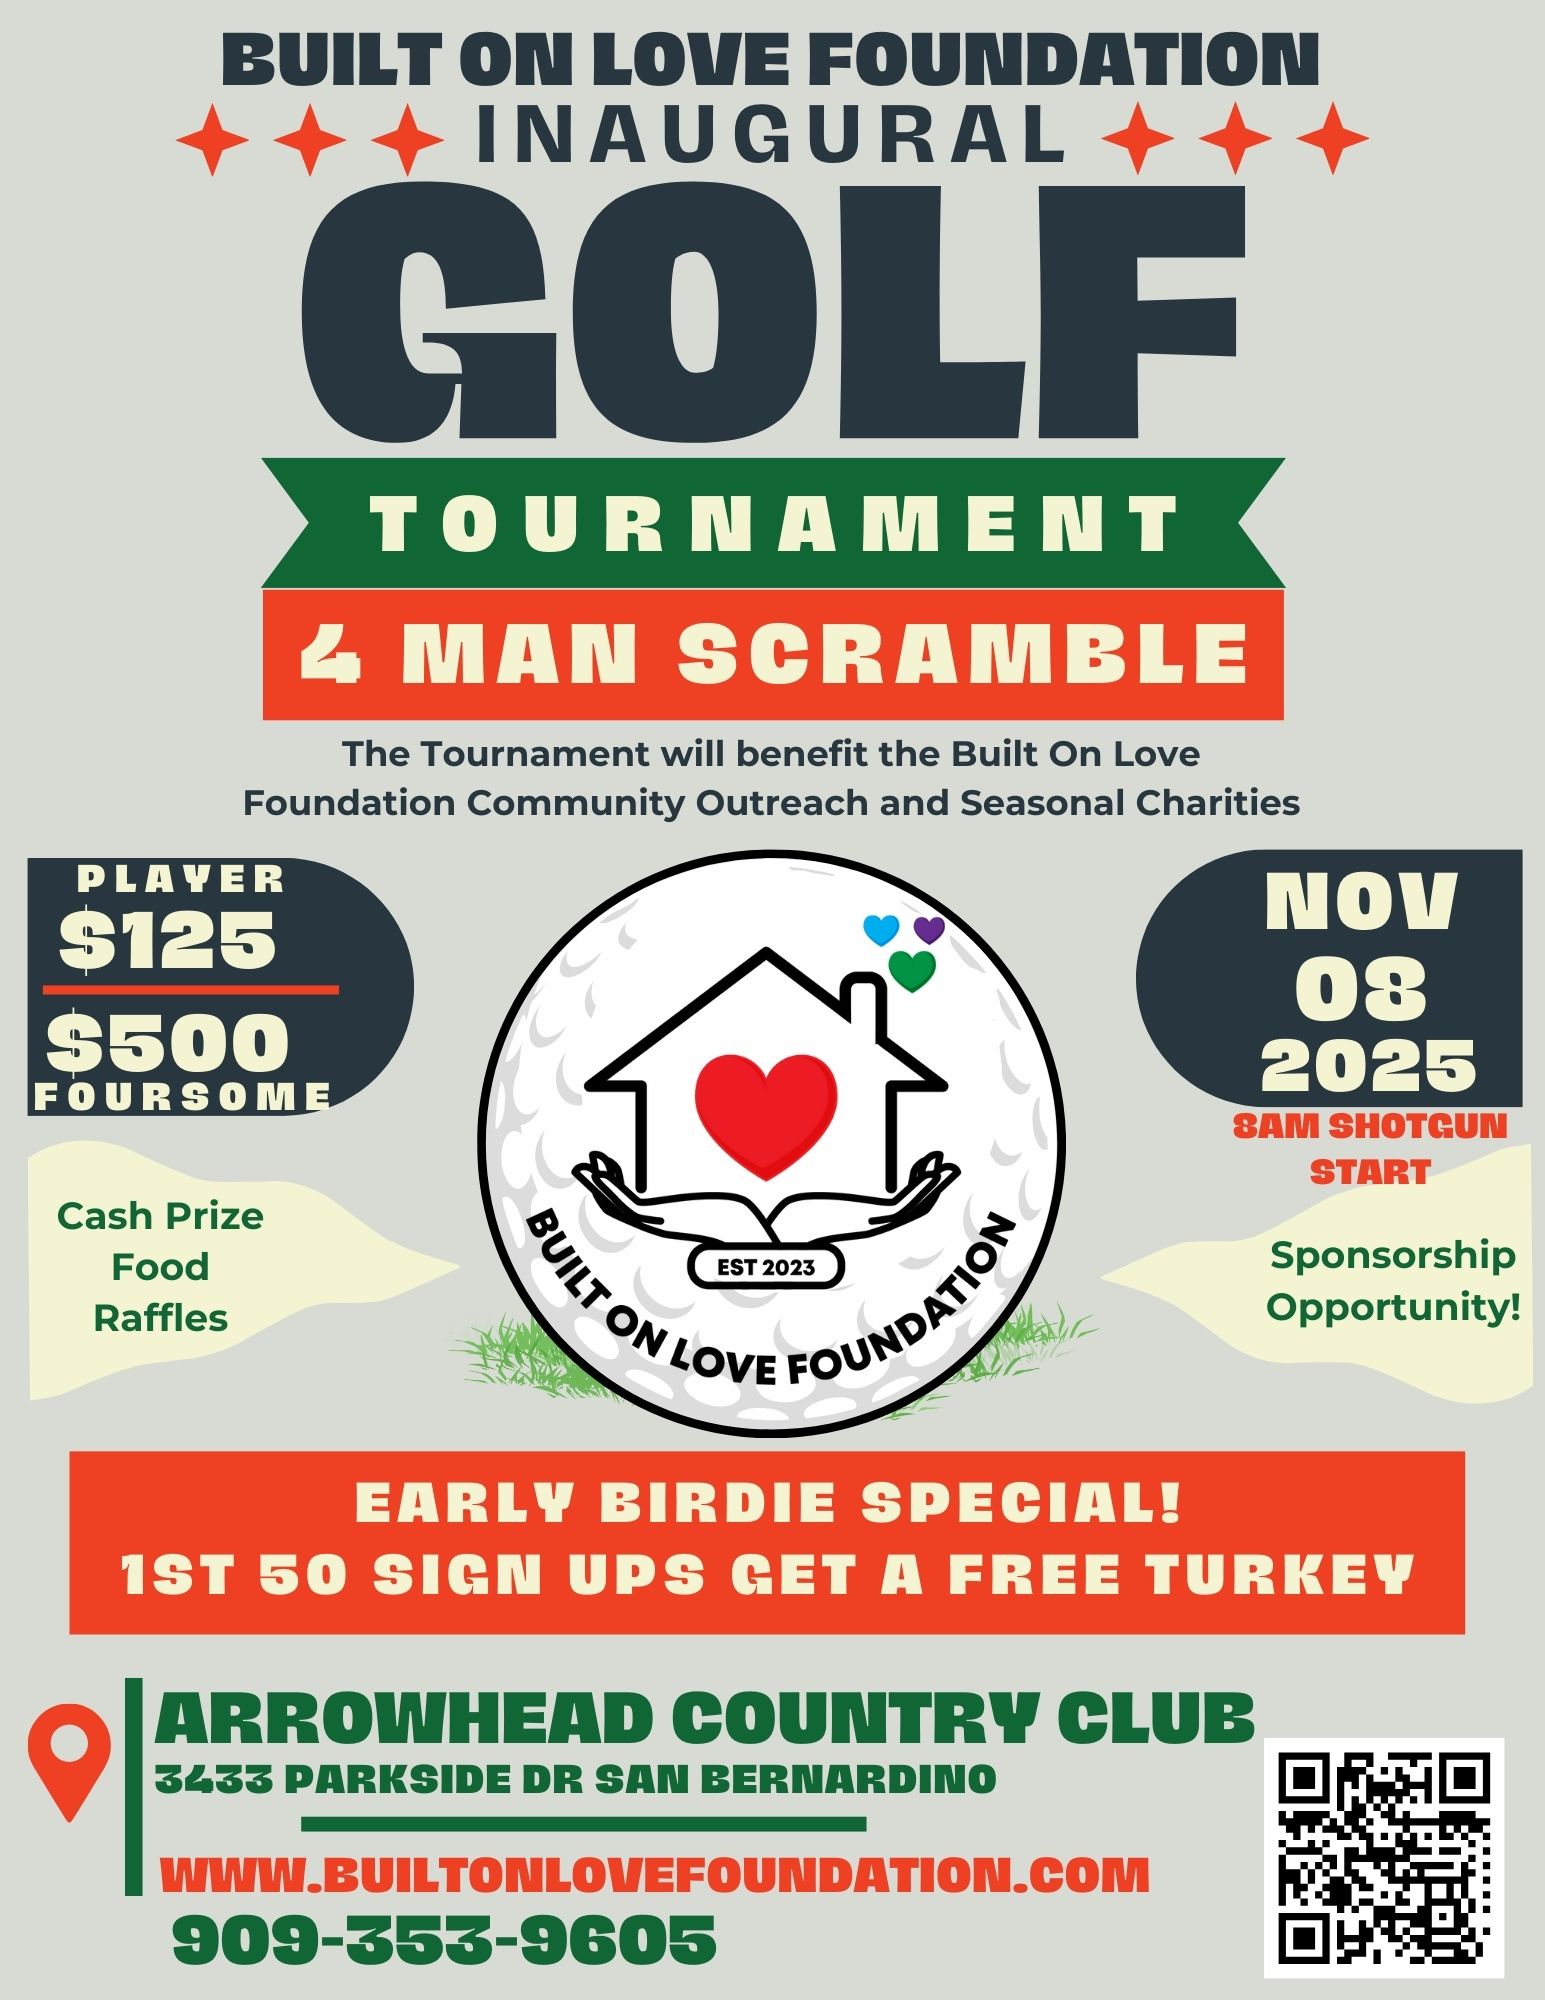 BUILT ON LOVE FOUNDATION
INAUGURAL
GOLF
TOURNAMENT
4 MAN SCRAMBLE
The Tournament will benefit the Built On Love
Foundation Community Outreach and Seasonal Charities
PLAYER
$125
$500
FOURSOME
NOV
08
2025
8AM SHOTGUN
START
Cash Prize
Food
Raffles
EST 2023
BUILT ON LOVE FOUNDATION
Sponsorship
Opportunity!
EARLY BIRDIE SPECIAL!
1ST 50 SIGN UPS GET A FREE TURKEY
ARROWHEAD COUNTRY CLUB
3433 PARKSIDE DR SAN BERNARDINO
WWW.BUILTONLOVEFOUNDATION.COM
909-353-9605